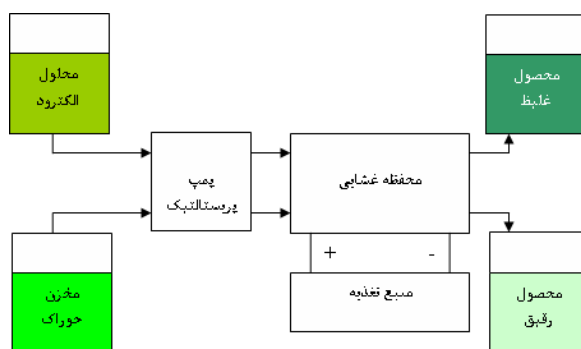 محلول
الکترود
محصول
غلیظ
پمپ
پریستالتیک
محفظه غشایی
+ -
منبع تغذیه
مخزن
خوراک
محصول
رقیق